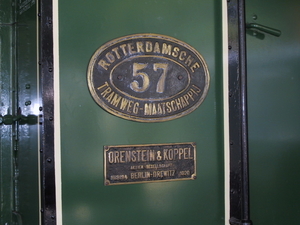 ROTTERDAMSCHE
57
TRAMWEG-MAATSCHAPPIJ
ORENSTEIN & KOPPEL
BERLIN-DREWITZ